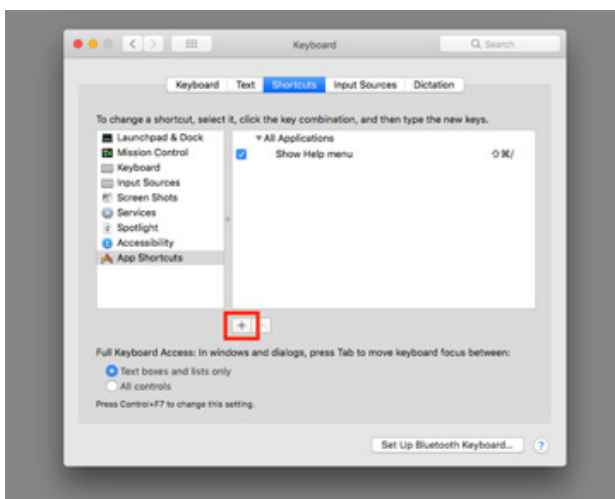 Keyboard
Search
Keyboard Text Shortcuts Input Sources Dictation
To change a shortcut, select it, click the key combination, and then type the new keys.
Launchpad & Dock
Mission Control
Keyboard
Input Sources
Screen Shots
Services
Spotlight
Accessibility
App Shortcuts
All Applications
Show Help menu ⇧⌘/
+ -
Full Keyboard Access: In windows and dialogs, press Tab to move keyboard focus between:
Text boxes and lists only
All controls
Press Control+F7 to change this setting.
Set Up Bluetooth Keyboard... ?